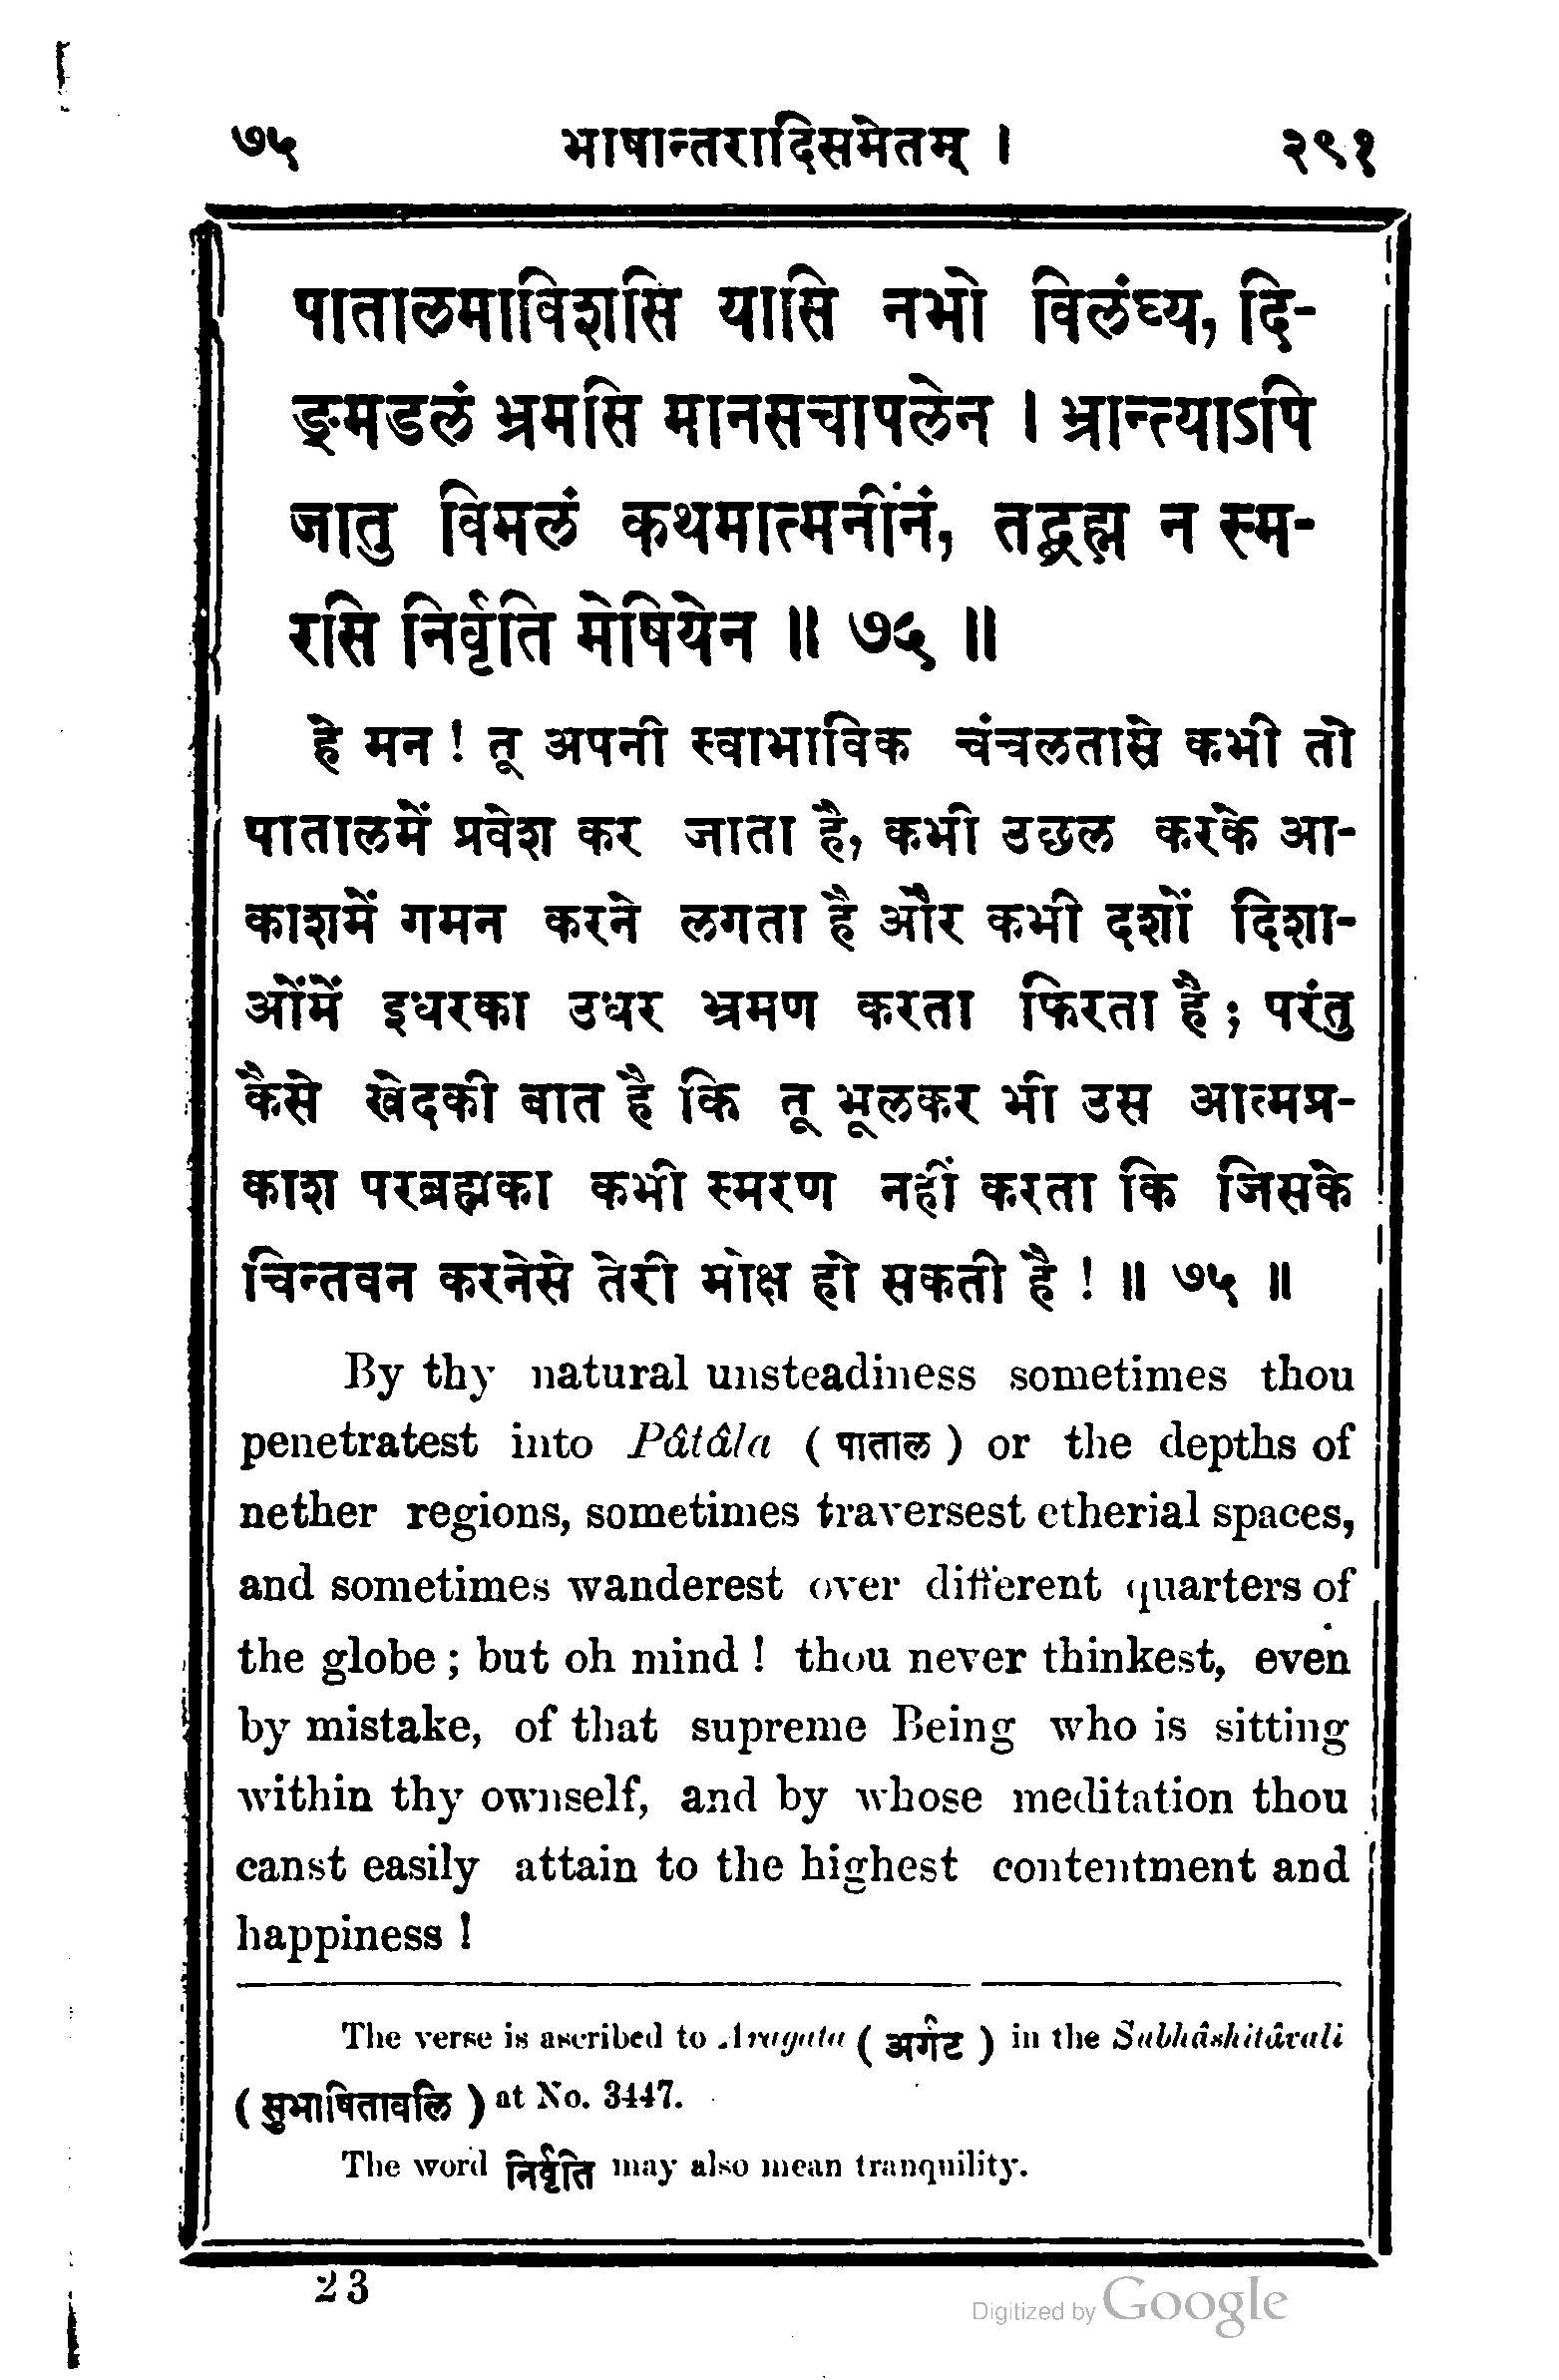 ७५ भाषान्तरादिसमेतम् । २९१
पातालमाविशसि यासि नभो विलंघ्य, दि-
ङ्मडलं भ्रमसि मानसचापलेन । भ्रान्त्याऽपि
जातु विमलं कथमात्मनींनं, तद्ब्रह्म न स्म-
रसि निर्वृति मेषियेन ॥ ७५ ॥
हे मन ! तू अपनी स्वाभाविक चंचलतासे कभी तो
पातालमें प्रवेश कर जाता है, कभी उछल करके आ-
काशमें गमन करने लगता है और कभी दशों दिशा-
ओंमें इधरका उधर भ्रमण करता फिरता है ; परंतु
कैसे खेदकी बात है कि तू भूलकर भी उस आत्मप्र-
काश परब्रह्मका कभी स्मरण नहीं करता कि जिसके
चिन्तवन करनेसे तेरी मोक्ष हो सकती है ! ॥ ७५ ॥
By thy natural unsteadiness sometimes thou
penetratest into Pâtâla ( पाताल ) or the depths of
nether regions, sometimes traversest etherial spaces,
and sometimes wanderest over different quarters of
the globe ; but oh mind ! thou never thinkest, even
by mistake, of that supreme Being who is sitting
within thy ownself, and by whose meditation thou
canst easily attain to the highest contentment and
happiness !
The verse is ascribed to ( अर्गट ) in the Subhâshitâvali
( सुभाषितावलि ) at No. 3447.
The word निर्वृति may also mean tranquility.
23
Digitized by Google